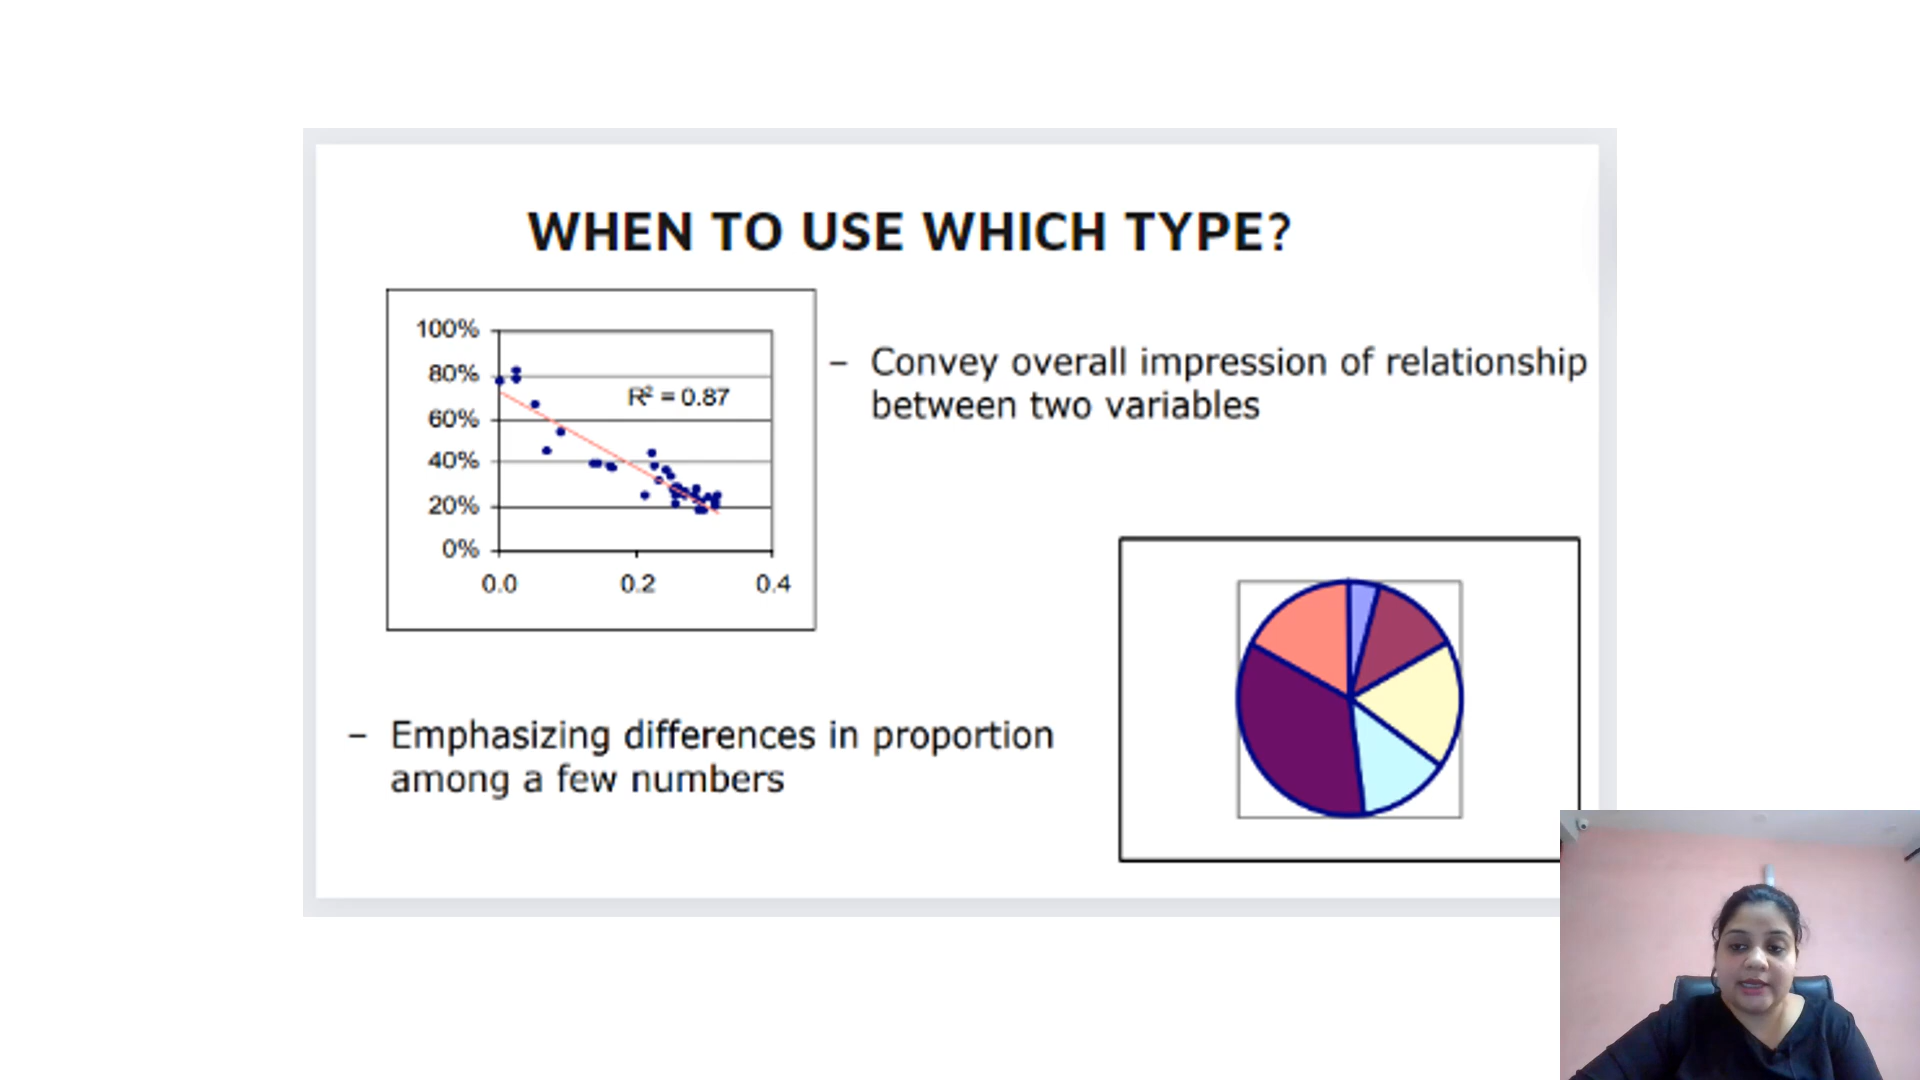 WHEN TO USE WHICH TYPE?
100%
80%
60%
40%
20%
0%
R² = 0.87
0.0 0.2 0.4
– Convey overall impression of relationship
between two variables
– Emphasizing differences in proportion
among a few numbers